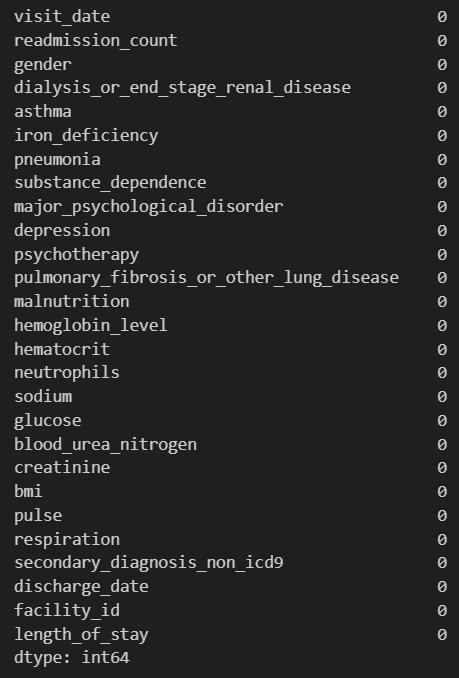 visit_date 0
readmission_count 0
gender 0
dialysis_or_end_stage_renal_disease 0
asthma 0
iron_deficiency 0
pneumonia 0
substance_dependence 0
major_psychological_disorder 0
depression 0
psychotherapy 0
pulmonary_fibrosis_or_other_lung_disease 0
malnutrition 0
hemoglobin_level 0
hematocrit 0
neutrophils 0
sodium 0
glucose 0
blood_urea_nitrogen 0
creatinine 0
bmi 0
pulse 0
respiration 0
secondary_diagnosis_non_icd9 0
discharge_date 0
facility_id 0
length_of_stay 0
dtype: int64